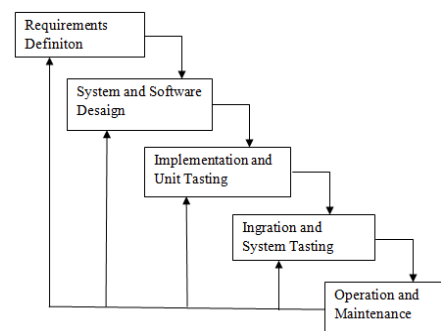 Requirements
Definiton
System and Software
Desaign
Implementation and
Unit Tasting
Ingration and
System Tasting
Operation and
Maintenance